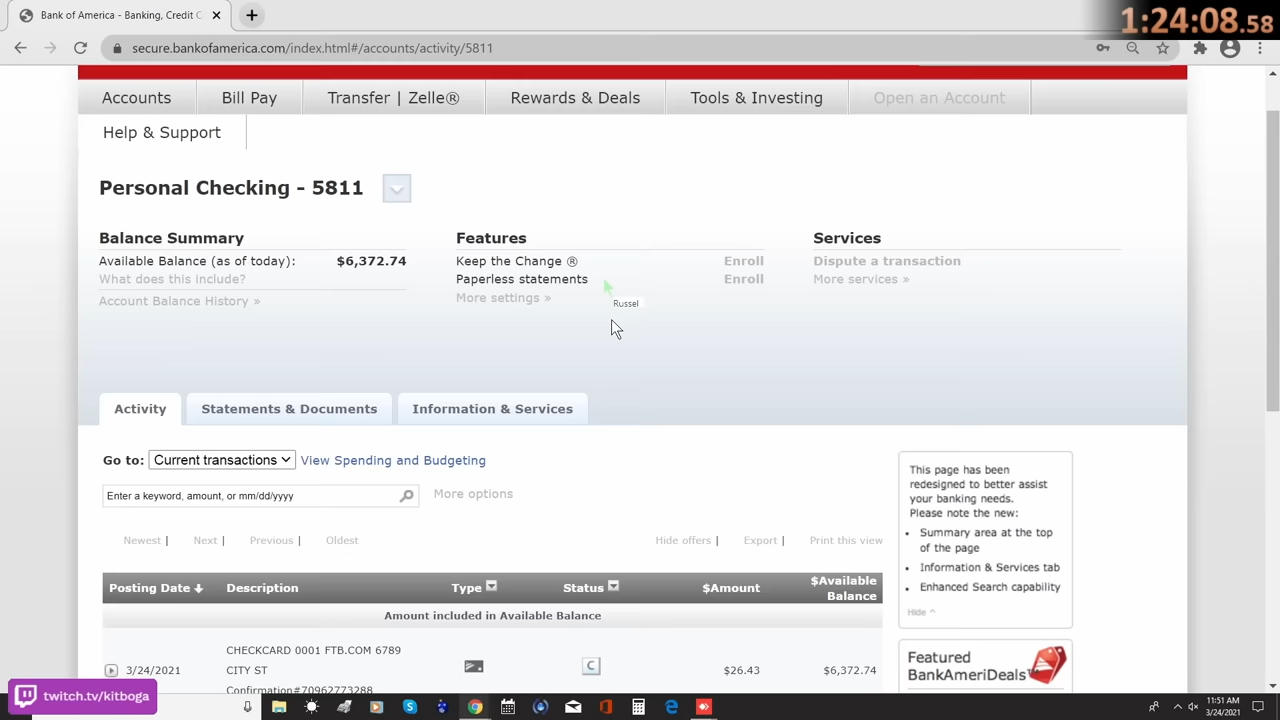 Bank of America - Banking, Credit C
1:24:08.58
secure.bankofamerica.com/index.html#/accounts/activity/5811
Accounts
Bill Pay
Transfer | Zelle®
Rewards & Deals
Tools & Investing
Open an Account
Help & Support
Personal Checking - 5811
Balance Summary
Available Balance (as of today): $6,372.74
What does this include?
Account Balance History »
Features
Keep the Change ® Enroll
Paperless statements Enroll
More settings »
Services
Dispute a transaction
More services »
Russel
Activity
Statements & Documents
Information & Services
Go to: Current transactions View Spending and Budgeting
Enter a keyword, amount, or mm/dd/yyyy
More options
Newest | Next | Previous | Oldest
Hide offers | Export | Print this view
Posting Date Description Type Status $Amount $Available
Balance
Amount included in Available Balance
CHECKCARD 0001 FTB.COM 6789
3/24/2021 CITY ST C $26.43 $6,372.74
Confirmation#70962773288
This page has been
redesigned to better assist
your banking needs.
Please note the new:
• Summary area at the top
of the page
• Information & Services tab
• Enhanced Search capability
Hide ^
Featured
BankAmeriDeals
twitch.tv/kitboga
11:51 AM
3/24/2021